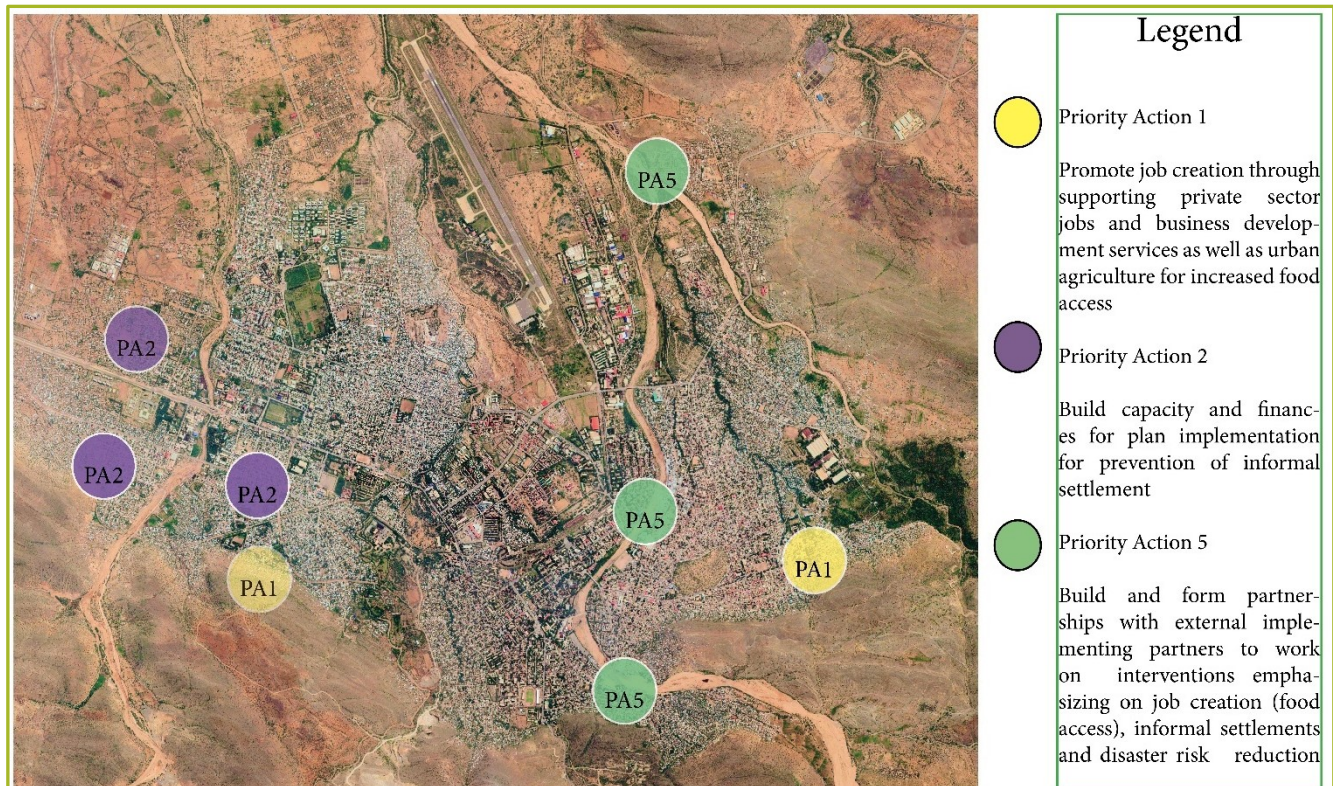 Legend
Priority Action 1
Promote job creation through
supporting private sector
jobs and business develop-
ment services as well as urban
agriculture for increased food
access
Priority Action 2
Build capacity and financ-
es for plan implementation
for prevention of informal
settlement
Priority Action 5
Build and form partner-
ships with external imple-
menting partners to work
on interventions empha-
sizing on job creation (food
access), informal settlements
and disaster risk reduction
PA5
PA2
PA2
PA2
PA5
PA1
PA1
PA5